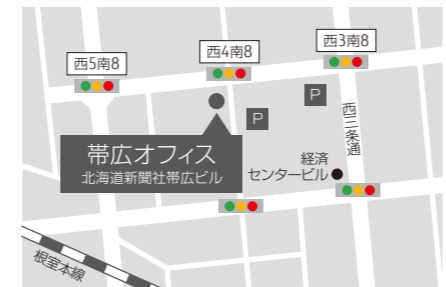 西3南8
西4南8
西5南8
P
P
西三条通
帯広オフィス
北海道新聞社帯広ビル
経済
センタービル
根室本線